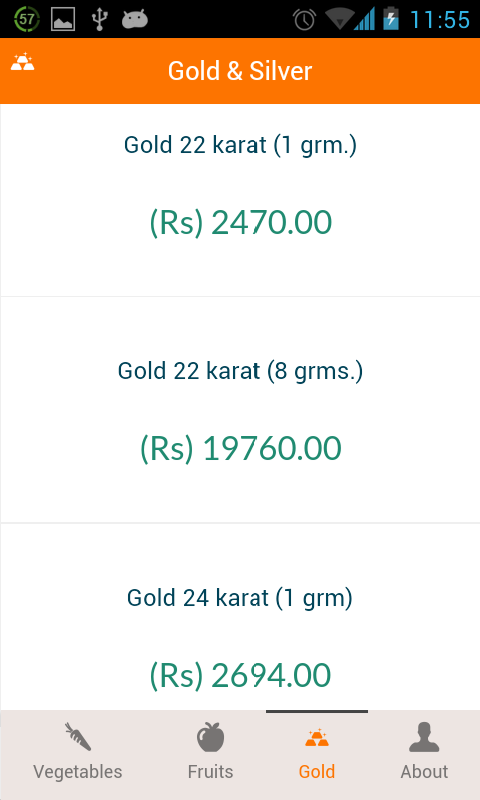 57
11:55
Gold & Silver
Gold 22 karat (1 grm.)
(Rs) 2470.00
Gold 22 karat (8 grms.)
(Rs) 19760.00
Gold 24 karat (1 grm)
(Rs) 2694.00
Vegetables Fruits Gold About